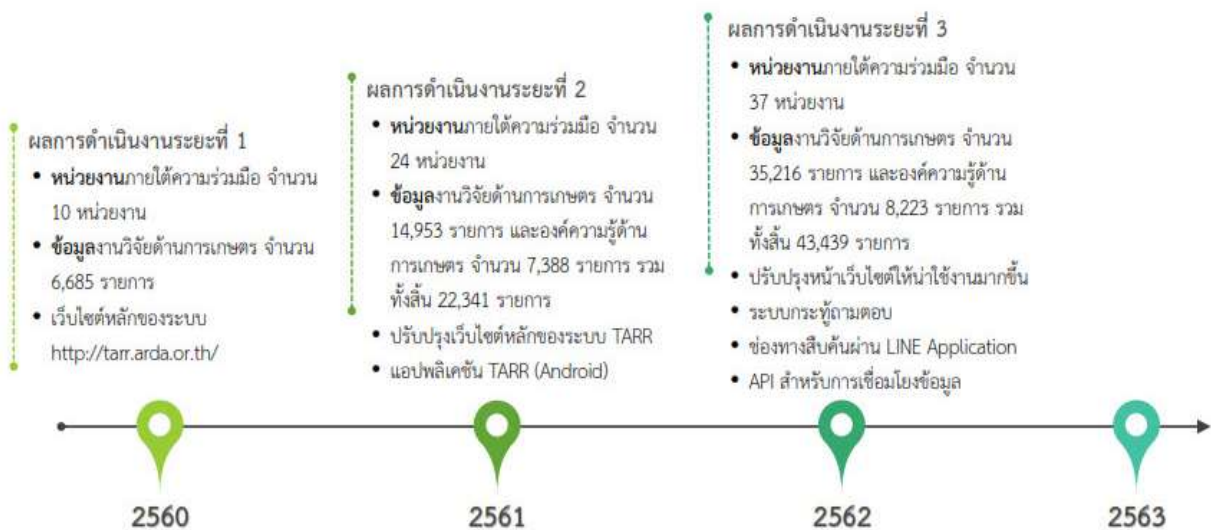 ผลการดำเนินงานระยะที่ 1
• หน่วยงานภายใต้ความร่วมมือ จำนวน
10 หน่วยงาน
• ข้อมูลงานวิจัยด้านการเกษตร จำนวน
6,685 รายการ
• เว็บไซต์หลักของระบบ
http://tarr.arda.or.th/
ผลการดำเนินงานระยะที่ 2
• หน่วยงานภายใต้ความร่วมมือ จำนวน
24 หน่วยงาน
• ข้อมูลงานวิจัยด้านการเกษตร จำนวน
14,953 รายการ และองค์ความรู้ด้าน
การเกษตร จำนวน 7,388 รายการ รวม
ทั้งสิ้น 22,341 รายการ
• ปรับปรุงเว็บไซต์หลักของระบบ TARR
• แอปพลิเคชัน TARR (Android)
ผลการดำเนินงานระยะที่ 3
• หน่วยงานภายใต้ความร่วมมือ จำนวน
37 หน่วยงาน
• ข้อมูลงานวิจัยด้านการเกษตร จำนวน
35,216 รายการ และองค์ความรู้ด้าน
การเกษตร จำนวน 8,223 รายการ รวม
ทั้งสิ้น 43,439 รายการ
• ปรับปรุงหน้าเว็บไซต์ให้น่าใช้งานมากขึ้น
• ระบบกระทู้ถามตอบ
• ช่องทางสืบค้นผ่าน LINE Application
• API สำหรับการเชื่อมโยงข้อมูล
2560
2561
2562
2563